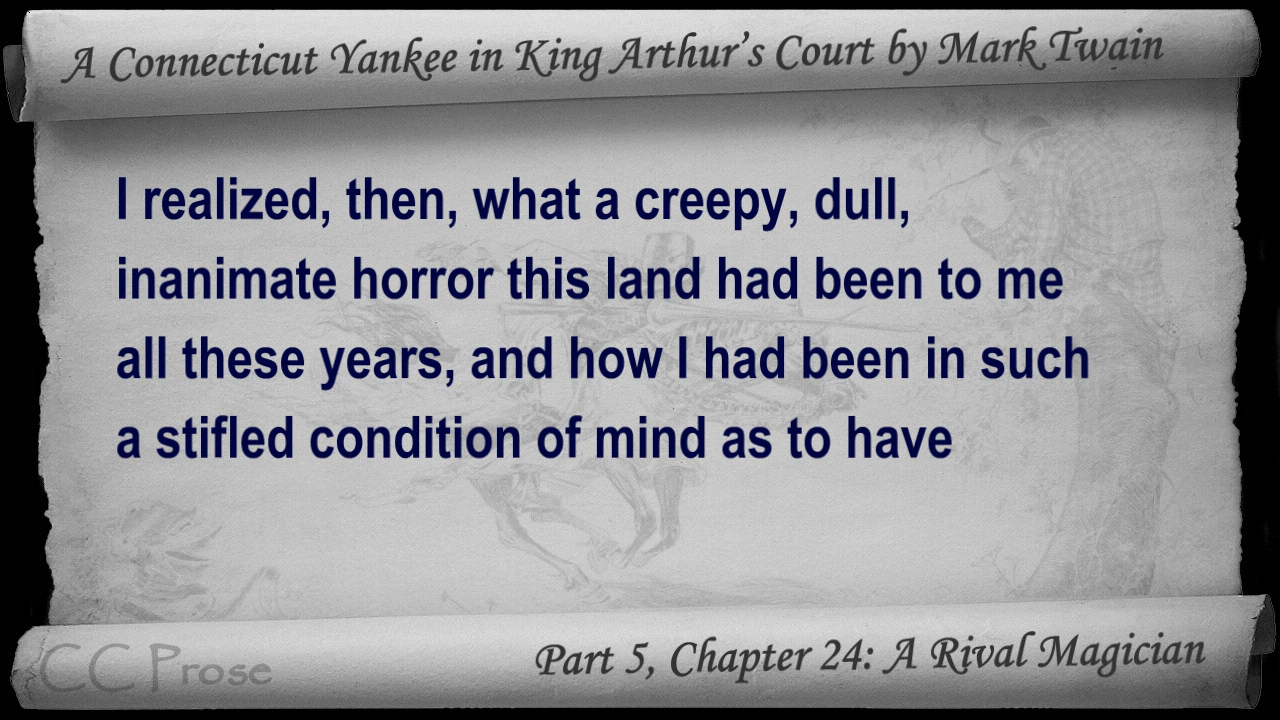 A Connecticut Yankee in King Arthur's Court by Mark Twain
I realized, then, what a creepy, dull,
inanimate horror this land had been to me
all these years, and how I had been in such
a stifled condition of mind as to have
CC Prose
Part 5, Chapter 24: A Rival Magician